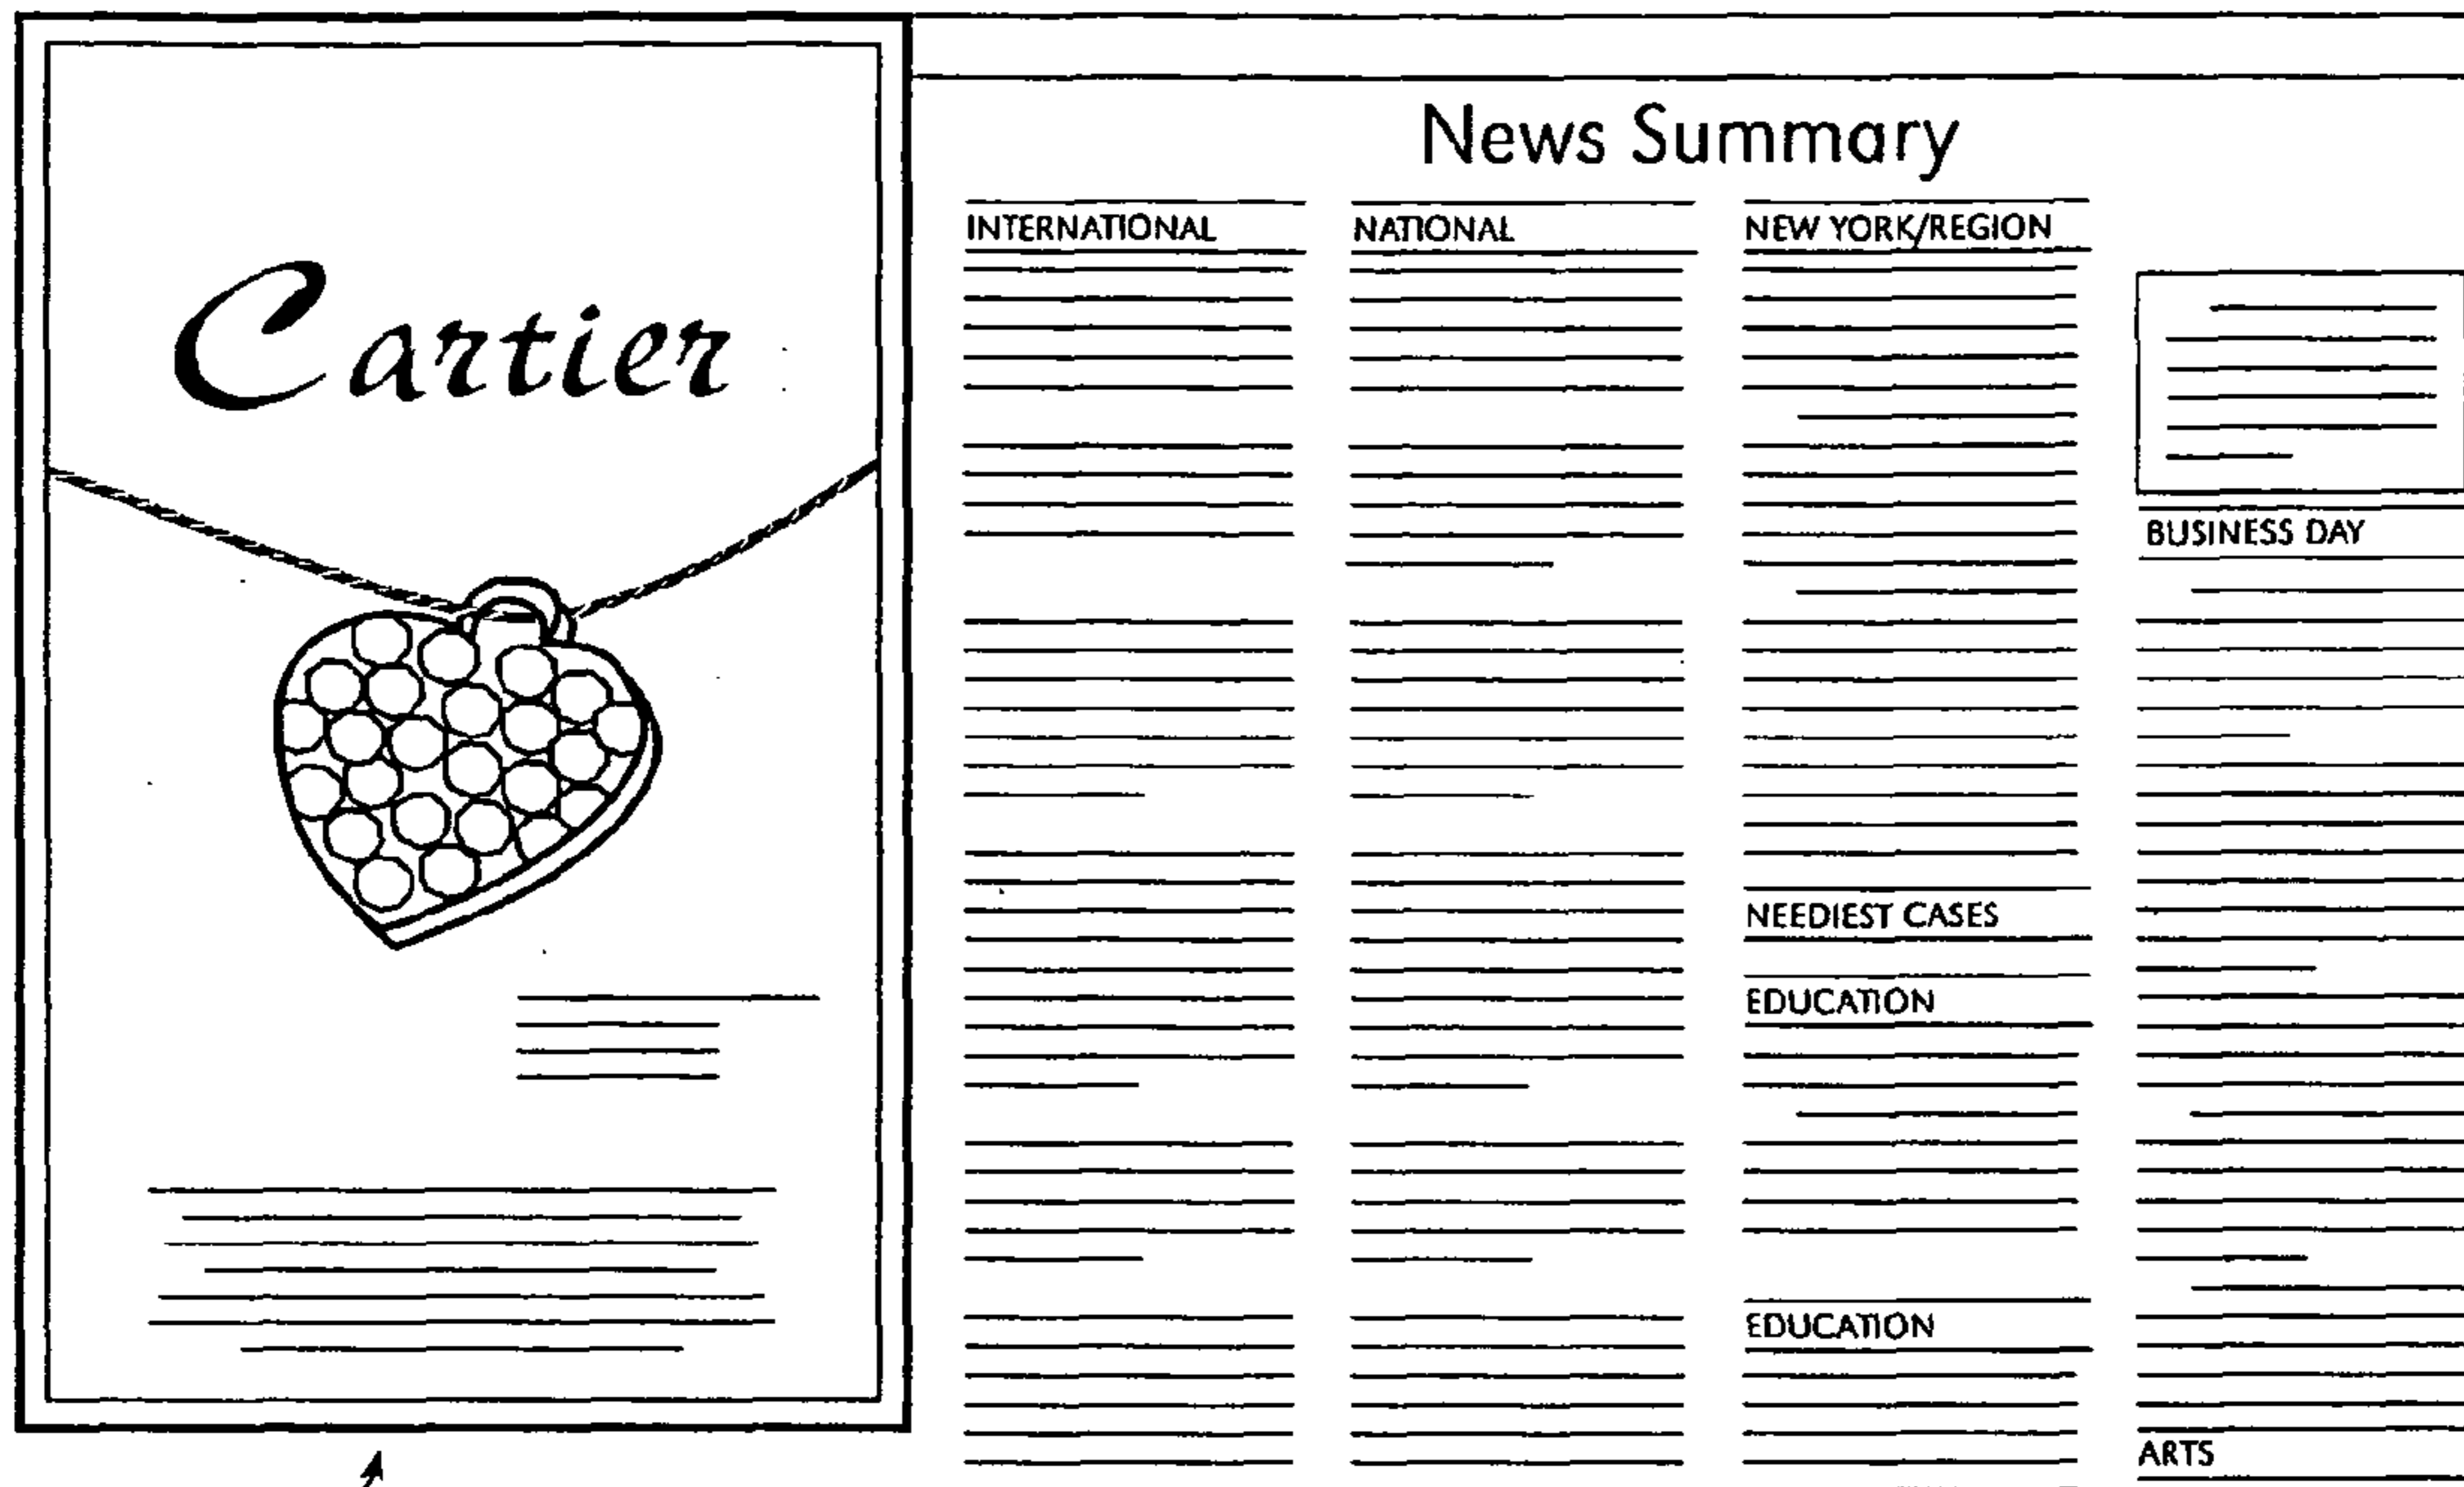 Cartier
News Summary
INTERNATIONAL
NATIONAL
NEW YORK/REGION
NEEDIEST CASES
EDUCATION
EDUCATION
BUSINESS DAY
ARTS